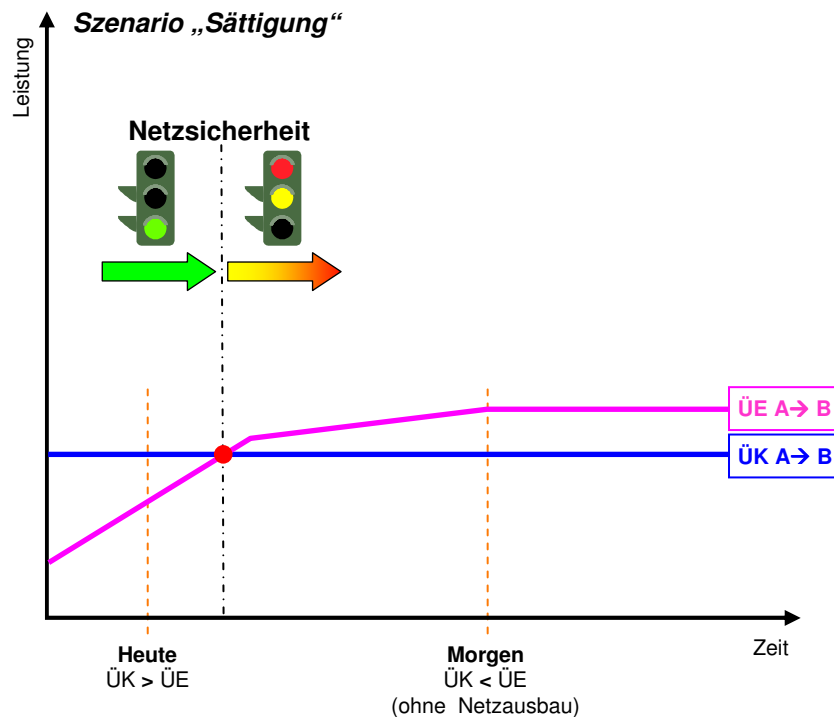 Szenario „Sättigung“
Leistung
Netzsicherheit
ÜE A→ B
ÜK A→ B
Zeit
Heute
ÜK > ÜE
Morgen
ÜK < ÜE
(ohne Netzausbau)